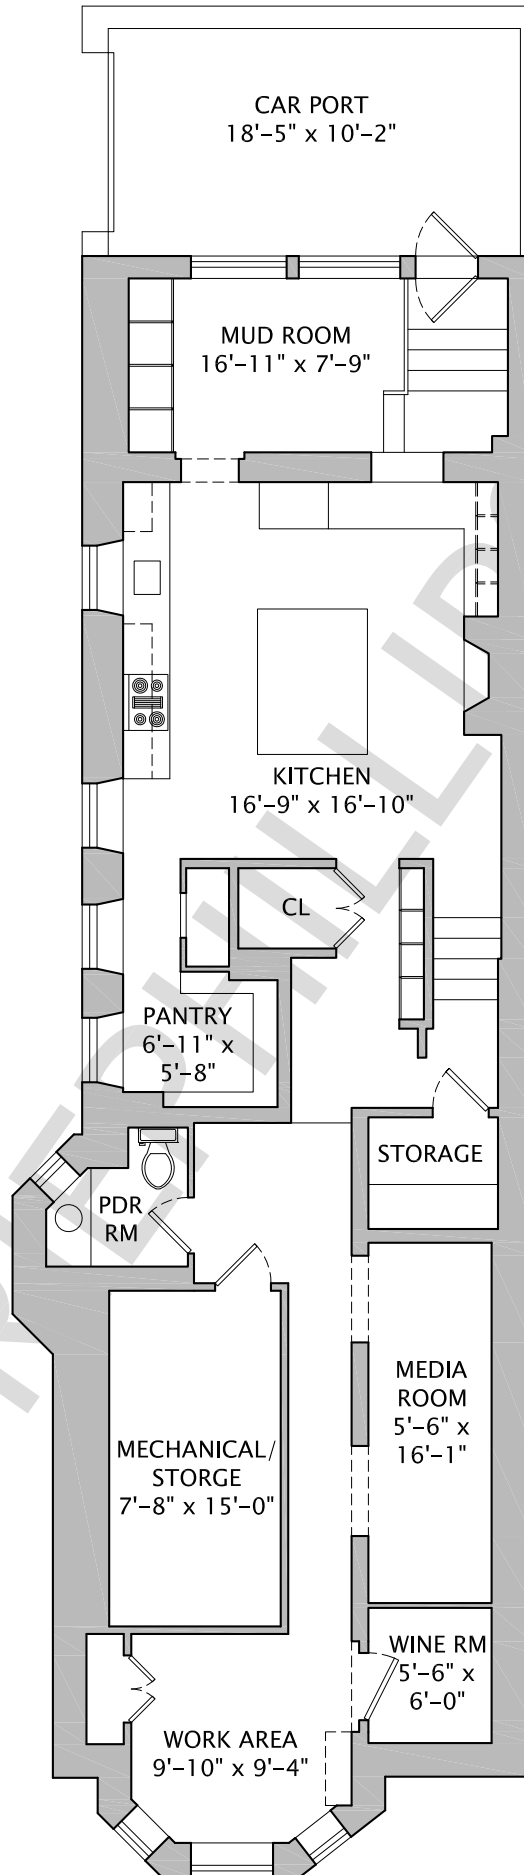 CAR PORT
18'-5" x 10'-2"
MUD ROOM
16'-11" x 7'-9"
KITCHEN
16'-9" x 16'-10"
CL
PANTRY
6'-11" x
5'-8"
STORAGE
PDR
RM
MEDIA
ROOM
5'-6" x
16'-1"
MECHANICAL/
STORGE
7'-8" x 15'-0"
WINE RM
5'-6" x
6'-0"
WORK AREA
9'-10" x 9'-4"